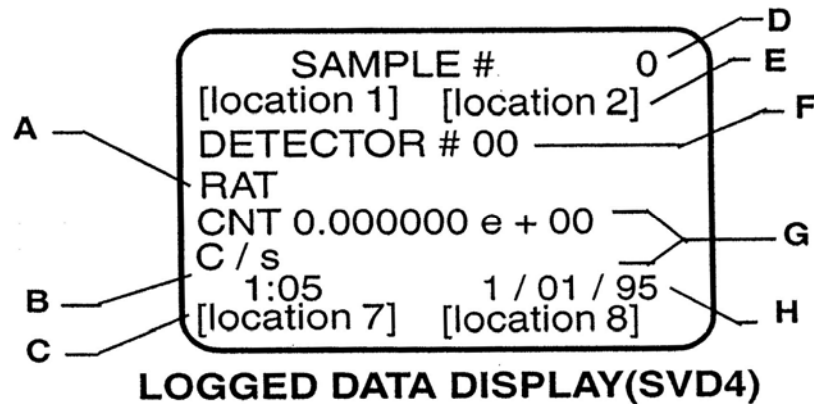 D
SAMPLE # 0
E
[location 1] [location 2]
F
A
DETECTOR # 00
RAT
CNT 0.000000 e + 00
G
C / s
B
1:05 1 / 01 / 95
H
[location 7] [location 8]
C
LOGGED DATA DISPLAY(SVD4)